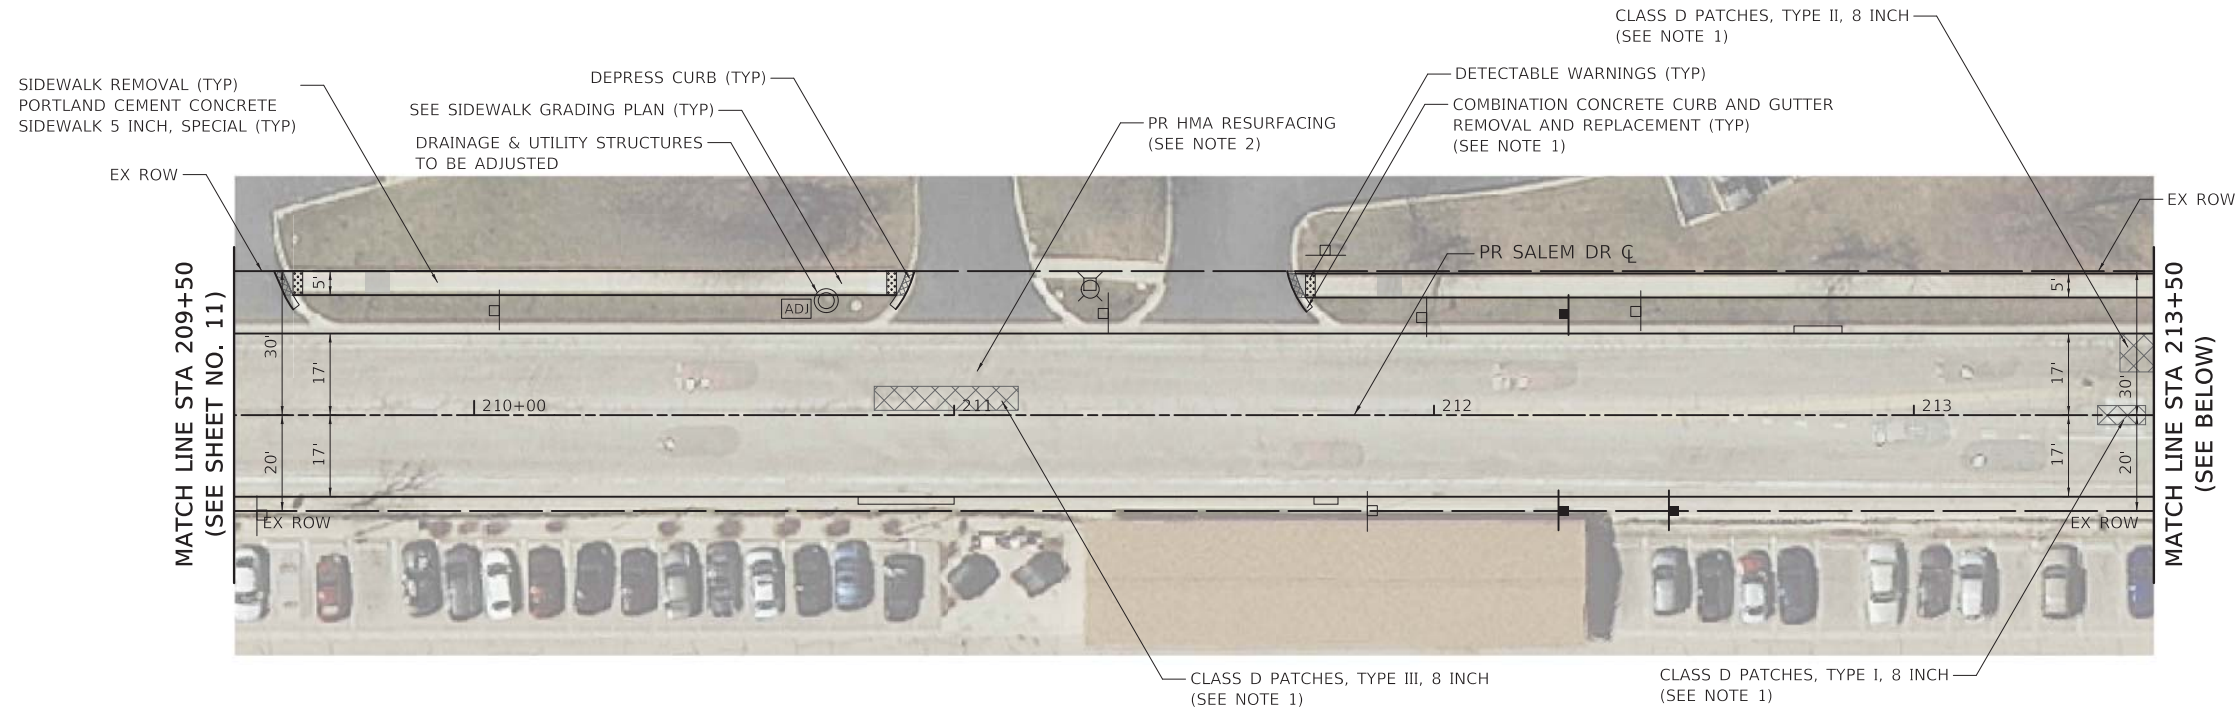 CLASS D PATCHES, TYPE II, 8 INCH
(SEE NOTE 1)
SIDEWALK REMOVAL (TYP)
PORTLAND CEMENT CONCRETE
SIDEWALK 5 INCH, SPECIAL (TYP)
DEPRESS CURB (TYP)
SEE SIDEWALK GRADING PLAN (TYP)
DRAINAGE & UTILITY STRUCTURES
TO BE ADJUSTED
EX ROW
PR HMA RESURFACING
(SEE NOTE 2)
DETECTABLE WARNINGS (TYP)
COMBINATION CONCRETE CURB AND GUTTER
REMOVAL AND REPLACEMENT (TYP)
(SEE NOTE 1)
EX ROW
PR SALEM DR ℄
MATCH LINE STA 209+50
(SEE SHEET NO. 11)
5'
30'
17'
20'
17'
ADJ
210+00
211
212
213
5'
17'
30'
17'
20'
MATCH LINE STA 213+50
(SEE BELOW)
EX ROW
EX ROW
CLASS D PATCHES, TYPE III, 8 INCH
(SEE NOTE 1)
CLASS D PATCHES, TYPE I, 8 INCH
(SEE NOTE 1)